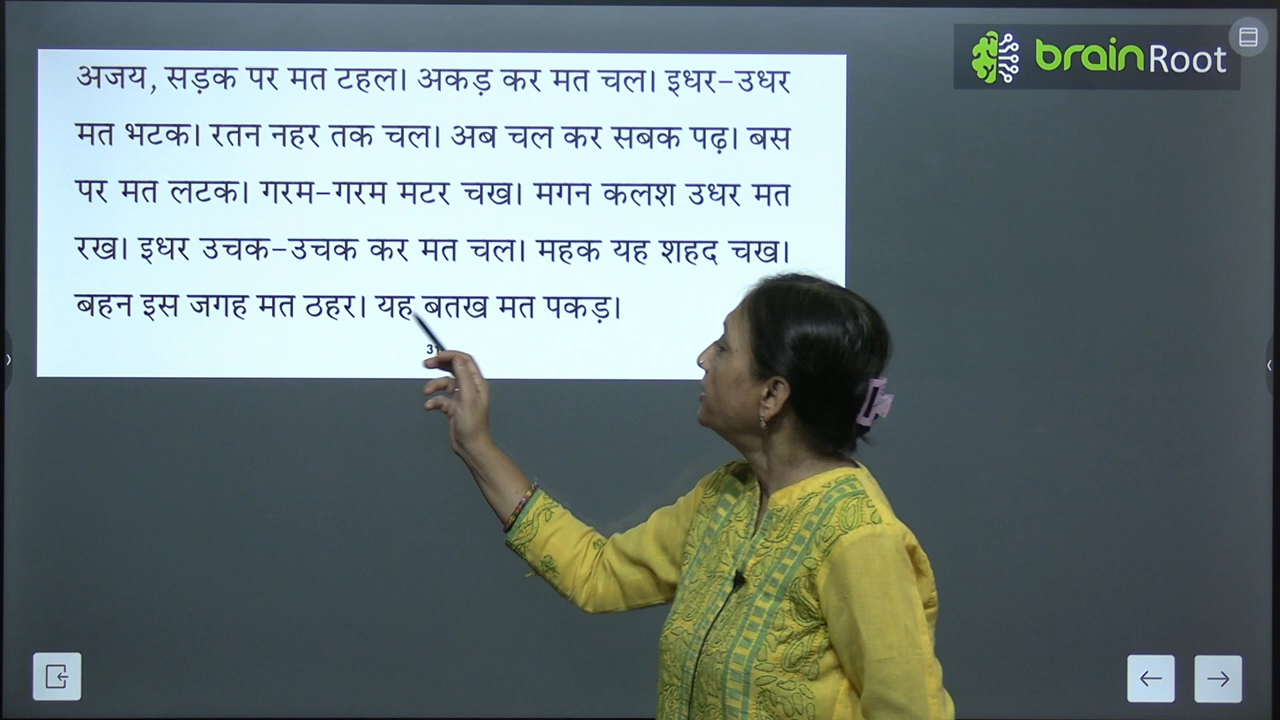 अजय, सड़क पर मत टहल। अकड़ कर मत चल। इधर-उधर
मत भटक। रतन नहर तक चल। अब चल कर सबक पढ़। बस
पर मत लटक। गरम-गरम मटर चख। मगन कलश उधर मत
रख। इधर उचक-उचक कर मत चल। महक यह शहद चख।
बहन इस जगह मत ठहर। यह बतख मत पकड़।
brainRoot